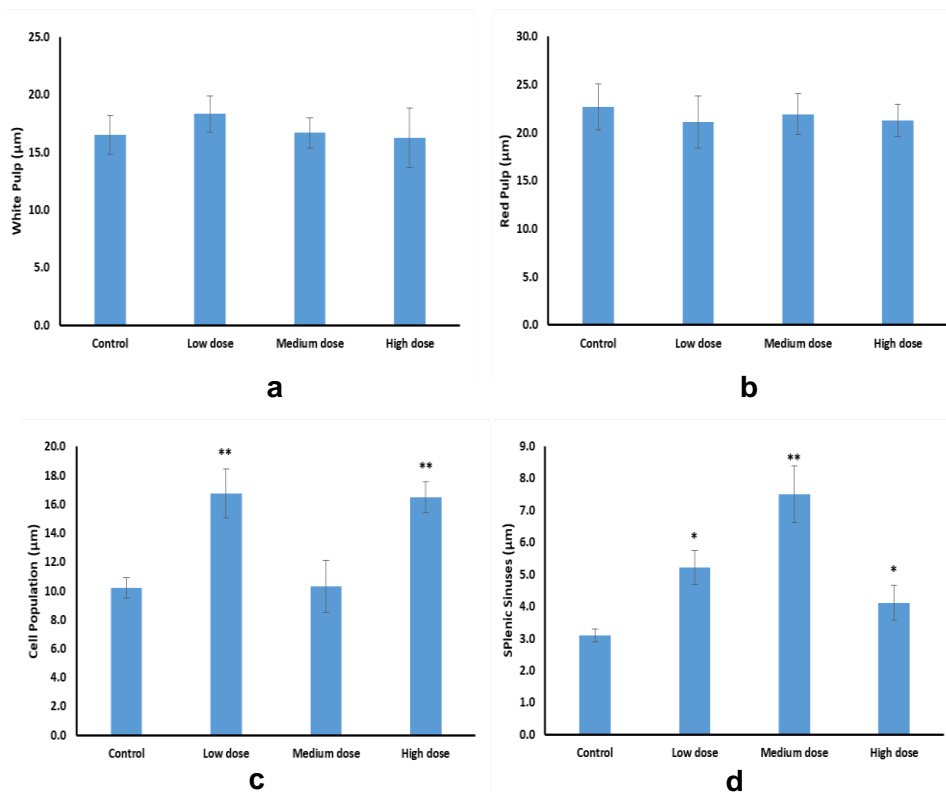 White Pulp (µm)
25.0
20.0
15.0
10.0
5.0
0.0
Control Low dose Medium dose High dose
a
Red Pulp (µm)
30.0
25.0
20.0
15.0
10.0
5.0
0.0
Control Low dose Medium dose High dose
b
Cell Population (µm)
20.0
18.0
16.0
14.0
12.0
10.0
8.0
6.0
4.0
2.0
0.0
** **
Control Low dose Medium dose High dose
c
SPlenic Sinuses (µm)
9.0
8.0
7.0
6.0
5.0
4.0
3.0
2.0
1.0
0.0
* ** *
Control Low dose Medium dose High dose
d